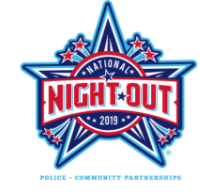 NATIONAL
NIGHT OUT
2019
®
POLICE • COMMUNITY PARTNERSHIPS